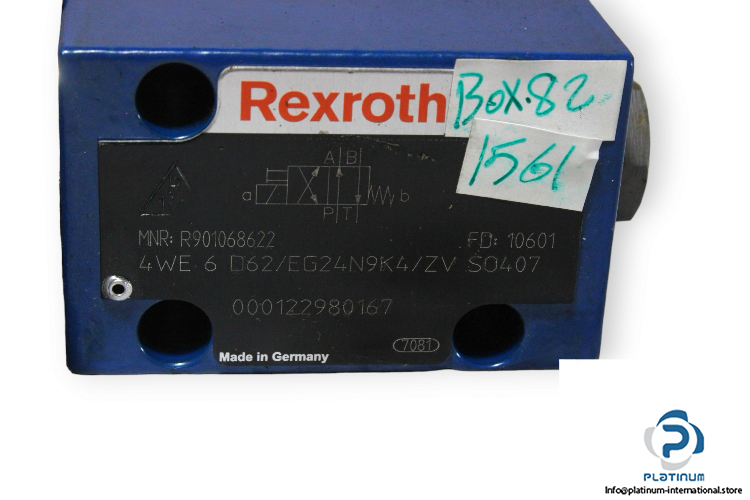 Rexroth
BOX.82
1561
A B
a b
P T
MNR: R901068622 FD: 10601
4WE 6 D62/EG24N9K4/ZV SO407
000122980167
Made in Germany 7081
PLATINUM
Info@platinum-international.store